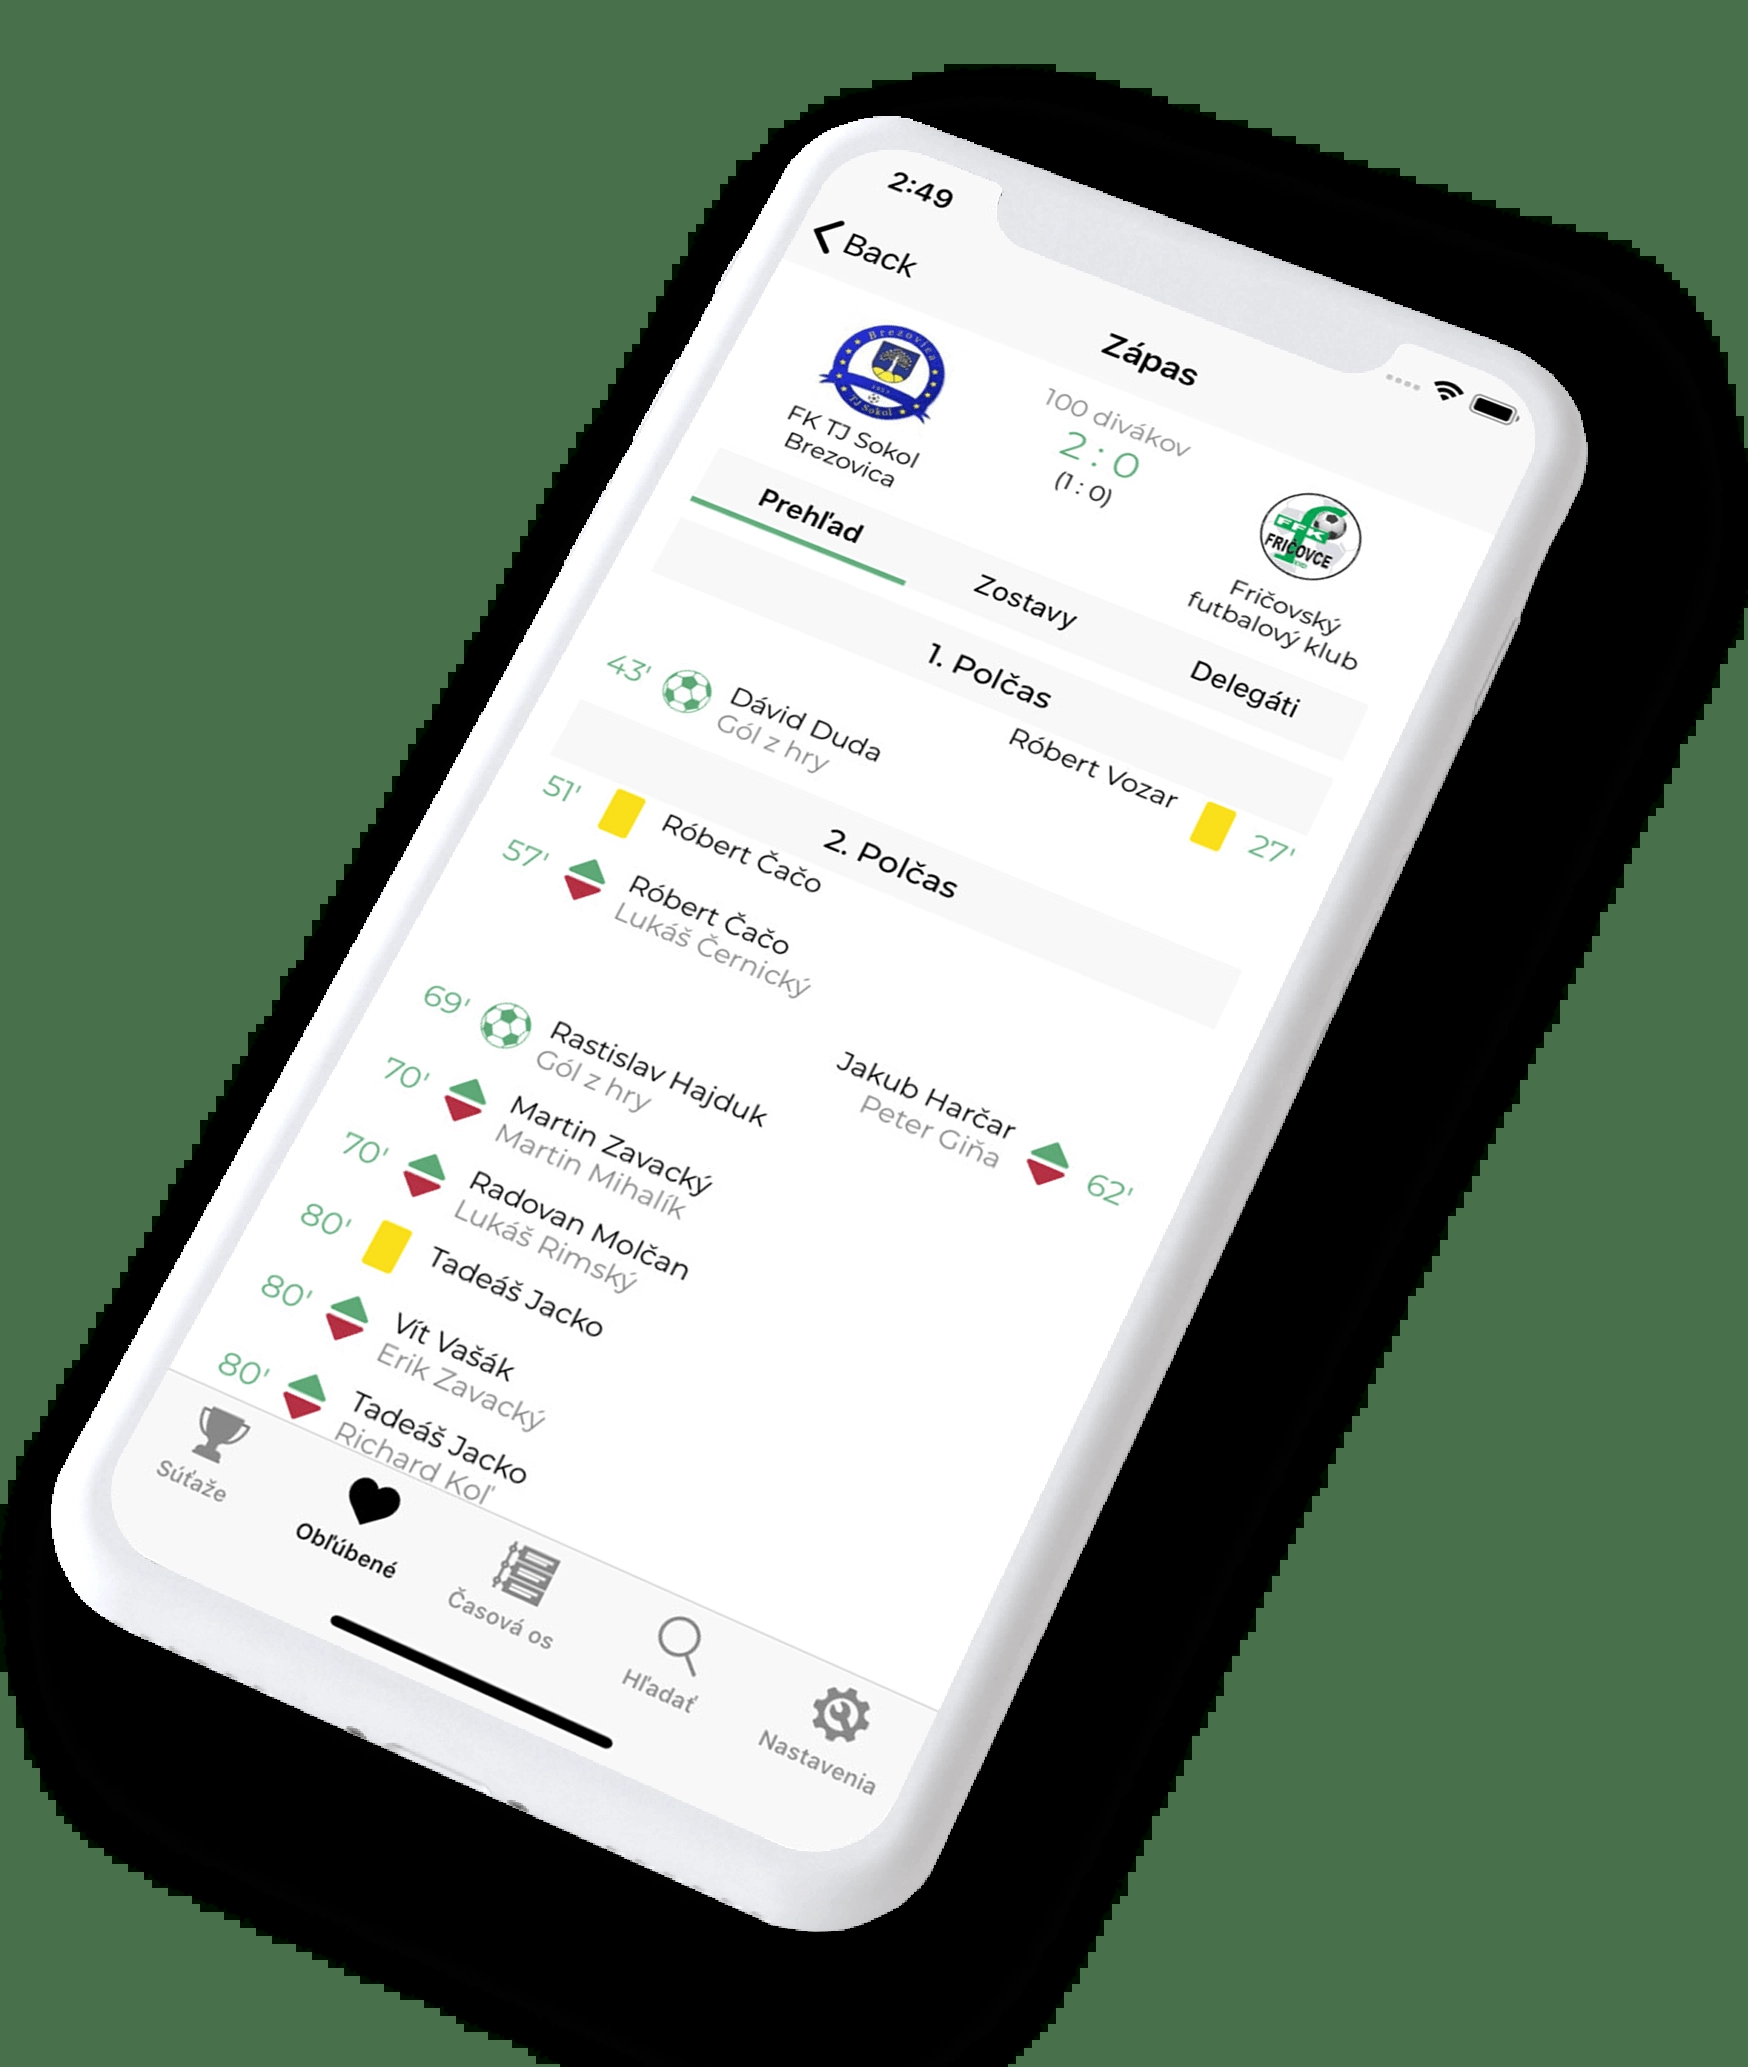 2:49
Back
Zápas
Brezovica
1927
TJ Sokol
FK TJ Sokol
Brezovica
100 divákov
2 : 0
(1 : 0)
FFK
FRIČOVCE
Fričovský
futbalový klub
Prehľad
Zostavy
Delegáti
1. Polčas
Róbert Vozar
27'
43'
Dávid Duda
Gól z hry
2. Polčas
51'
Róbert Čačo
57'
Róbert Čačo
Lukáš Černický
Jakub Harčar
Peter Giňa
62'
69'
Rastislav Hajduk
Gól z hry
70'
Martin Zavacký
Martin Mihalík
70'
Radovan Molčan
Lukáš Rimský
80'
Tadeáš Jacko
80'
Vít Vašák
Erik Zavacký
80'
Tadeáš Jacko
Richard Koľ
Súťaže
Obľúbené
Časová os
Hľadať
Nastavenia